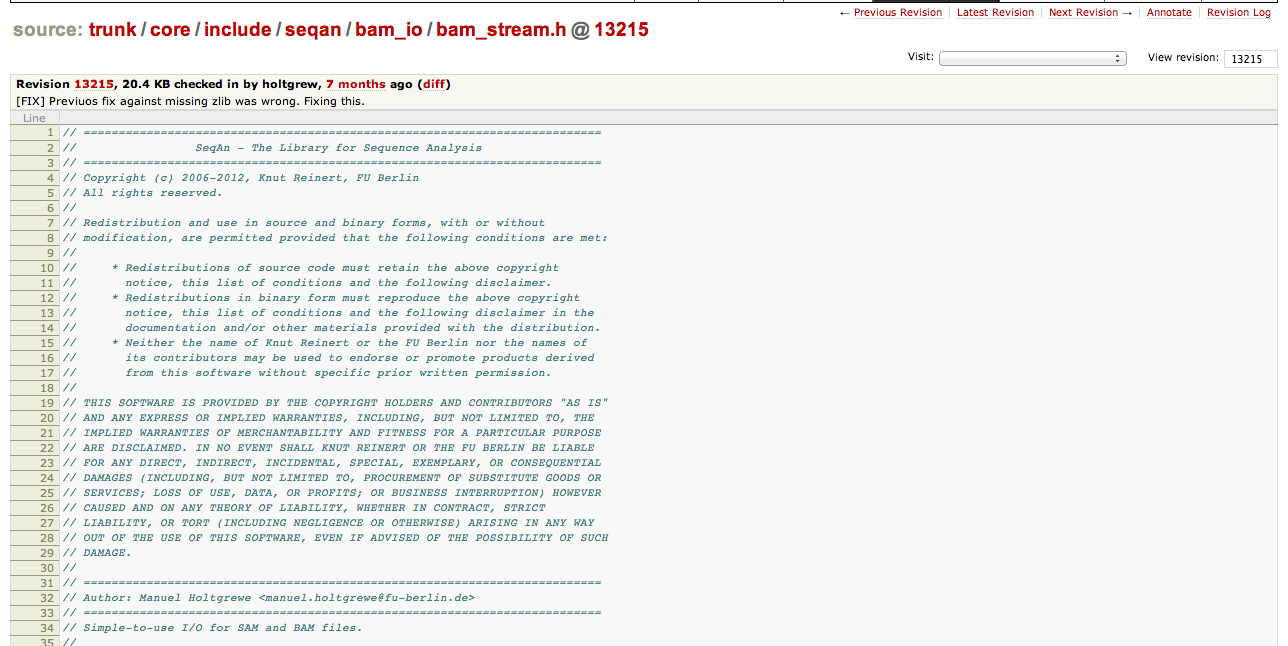 ← Previous Revision Latest Revision Next Revision → Annotate Revision Log
source: trunk / core / include / seqan / bam_io / bam_stream.h @ 13215
Visit: View revision: 13215
Revision 13215, 20.4 KB checked in by holtgrew, 7 months ago (diff)
[FIX] Previuos fix against missing zlib was wrong. Fixing this.
Line
1 // ==========================================================================
2 // SeqAn - The Library for Sequence Analysis
3 // ==========================================================================
4 // Copyright (c) 2006-2012, Knut Reinert, FU Berlin
5 // All rights reserved.
6 //
7 // Redistribution and use in source and binary forms, with or without
8 // modification, are permitted provided that the following conditions are met:
9 //
10 // * Redistributions of source code must retain the above copyright
11 // notice, this list of conditions and the following disclaimer.
12 // * Redistributions in binary form must reproduce the above copyright
13 // notice, this list of conditions and the following disclaimer in the
14 // documentation and/or other materials provided with the distribution.
15 // * Neither the name of Knut Reinert or the FU Berlin nor the names of
16 // its contributors may be used to endorse or promote products derived
17 // from this software without specific prior written permission.
18 //
19 // THIS SOFTWARE IS PROVIDED BY THE COPYRIGHT HOLDERS AND CONTRIBUTORS "AS IS"
20 // AND ANY EXPRESS OR IMPLIED WARRANTIES, INCLUDING, BUT NOT LIMITED TO, THE
21 // IMPLIED WARRANTIES OF MERCHANTABILITY AND FITNESS FOR A PARTICULAR PURPOSE
22 // ARE DISCLAIMED. IN NO EVENT SHALL KNUT REINERT OR THE FU BERLIN BE LIABLE
23 // FOR ANY DIRECT, INDIRECT, INCIDENTAL, SPECIAL, EXEMPLARY, OR CONSEQUENTIAL
24 // DAMAGES (INCLUDING, BUT NOT LIMITED TO, PROCUREMENT OF SUBSTITUTE GOODS OR
25 // SERVICES; LOSS OF USE, DATA, OR PROFITS; OR BUSINESS INTERRUPTION) HOWEVER
26 // CAUSED AND ON ANY THEORY OF LIABILITY, WHETHER IN CONTRACT, STRICT
27 // LIABILITY, OR TORT (INCLUDING NEGLIGENCE OR OTHERWISE) ARISING IN ANY WAY
28 // OUT OF THE USE OF THIS SOFTWARE, EVEN IF ADVISED OF THE POSSIBILITY OF SUCH
29 // DAMAGE.
30 //
31 // ==========================================================================
32 // Author: Manuel Holtgrewe <manuel.holtgrewe@fu-berlin.de>
33 // ==========================================================================
34 // Simple-to-use I/O for SAM and BAM files.
35 //